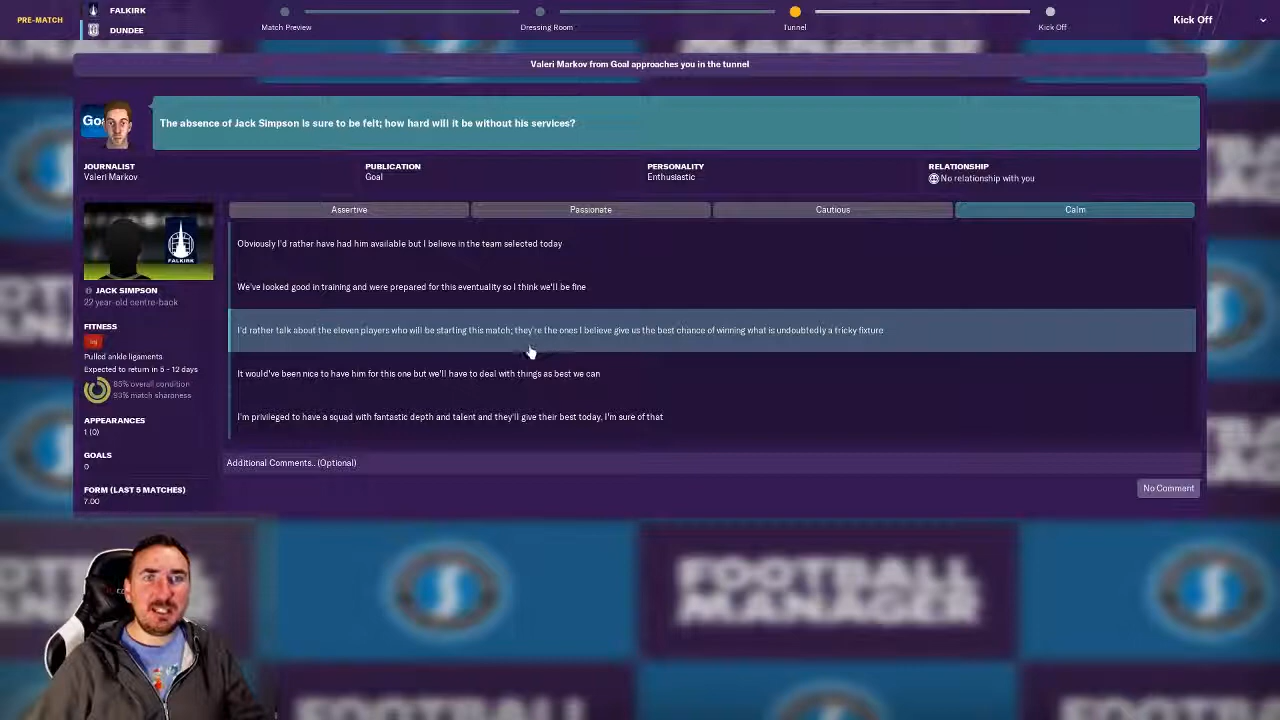 PRE-MATCH
FALKIRK
DUNDEE
Match Preview
Dressing Room
Tunnel
Kick Off
Kick Off
Valeri Markov from Goal approaches you in the tunnel
Goa
The absence of Jack Simpson is sure to be felt; how hard will it be without his services?
JOURNALIST
Valeri Markov
PUBLICATION
Goal
PERSONALITY
Enthusiastic
RELATIONSHIP
No relationship with you
Assertive
Passionate
Cautious
Calm
FALKIRK
JACK SIMPSON
22 year-old centre-back
FITNESS
Inj
Pulled ankle ligaments
Expected to return in 5 - 12 days
85% overall condition
93% match sharpness
APPEARANCES
1 (0)
GOALS
0
FORM (LAST 5 MATCHES)
7.00
Obviously I'd rather have had him available but I believe in the team selected today
We've looked good in training and were prepared for this eventuality so I think we'll be fine
I'd rather talk about the eleven players who will be starting this match; they're the ones I believe give us the best chance of winning what is undoubtedly a tricky fixture
It would've been nice to have him for this one but we'll have to deal with things as best we can
I'm privileged to have a squad with fantastic depth and talent and they'll give their best today, I'm sure of that
Additional Comments.. (Optional)
No Comment
FOOTBALL
MANAGER